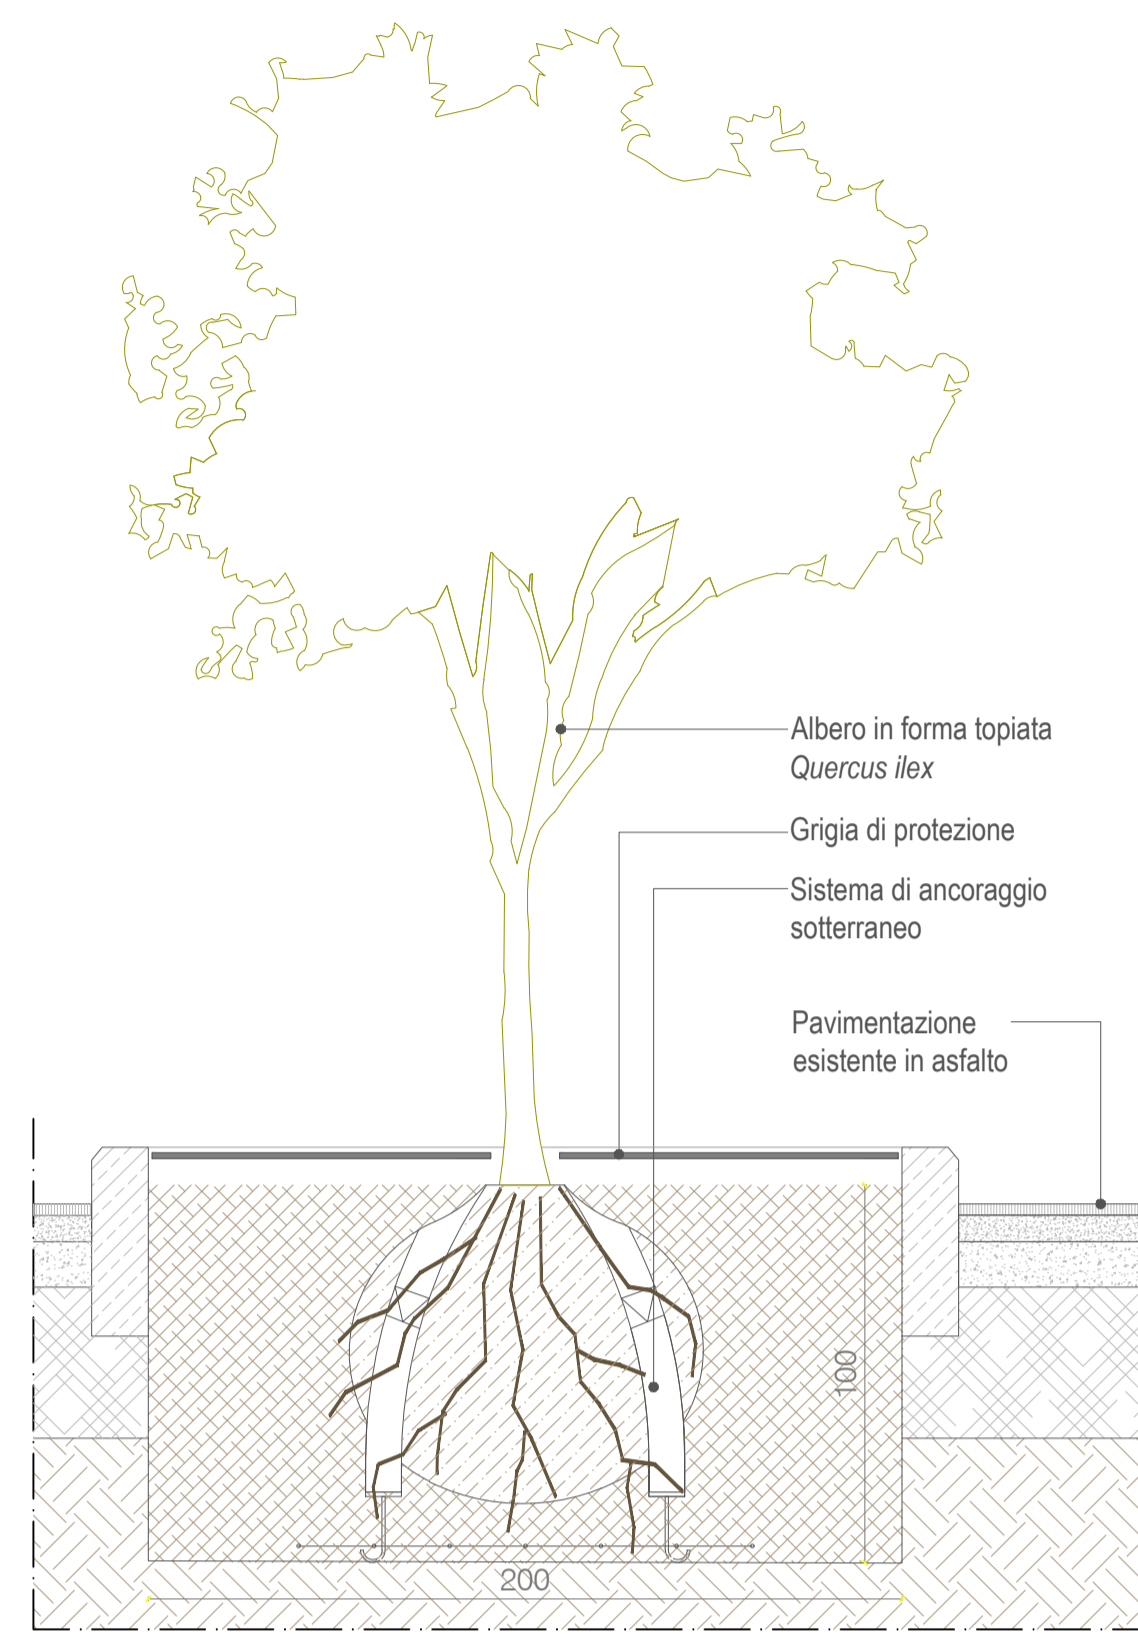 Albero in forma topiata
Quercus ilex
Grigia di protezione
Sistema di ancoraggio
sotterraneo
Pavimentazione
esistente in asfalto
100
200